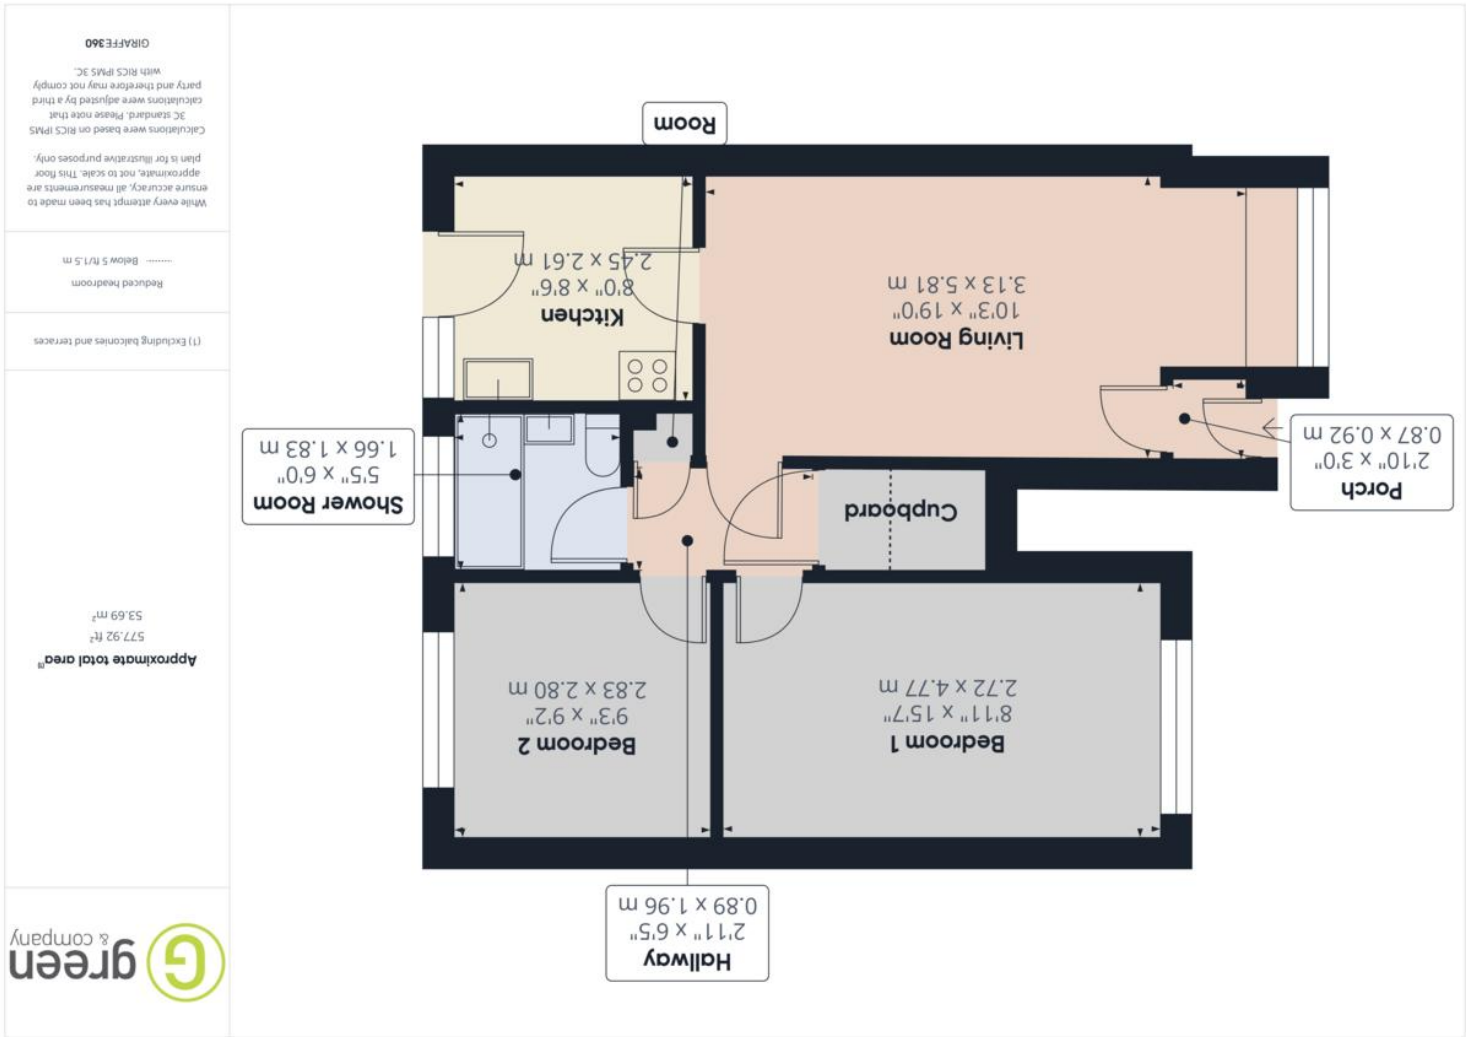 Hallway
2'11" x 6'5"
0.89 x 1.96 m
Bedroom 1
8'11" x 15'7"
2.72 x 4.77 m
Bedroom 2
9'3" x 9'2"
2.83 x 2.80 m
Porch
2'10" x 3'0"
0.87 x 0.92 m
Cupboard
Shower Room
5'5" x 6'0"
1.66 x 1.83 m
Living Room
10'3" x 19'0"
3.13 x 5.81 m
Kitchen
8'0" x 8'6"
2.45 x 2.61 m
Room
G green
& company
Approximate total area(1)
577.92 ft²
53.69 m²
(1) Excluding balconies and terraces
Reduced headroom
........ Below 5 ft/1.5 m
While every attempt has been made to
ensure accuracy, all measurements are
approximate, not to scale. This floor
plan is for illustrative purposes only.
Calculations were based on RICS IPMS
3C standard. Please note that
calculations were adjusted by a third
party and therefore may not comply
with RICS IPMS 3C.
GIRAFFE360